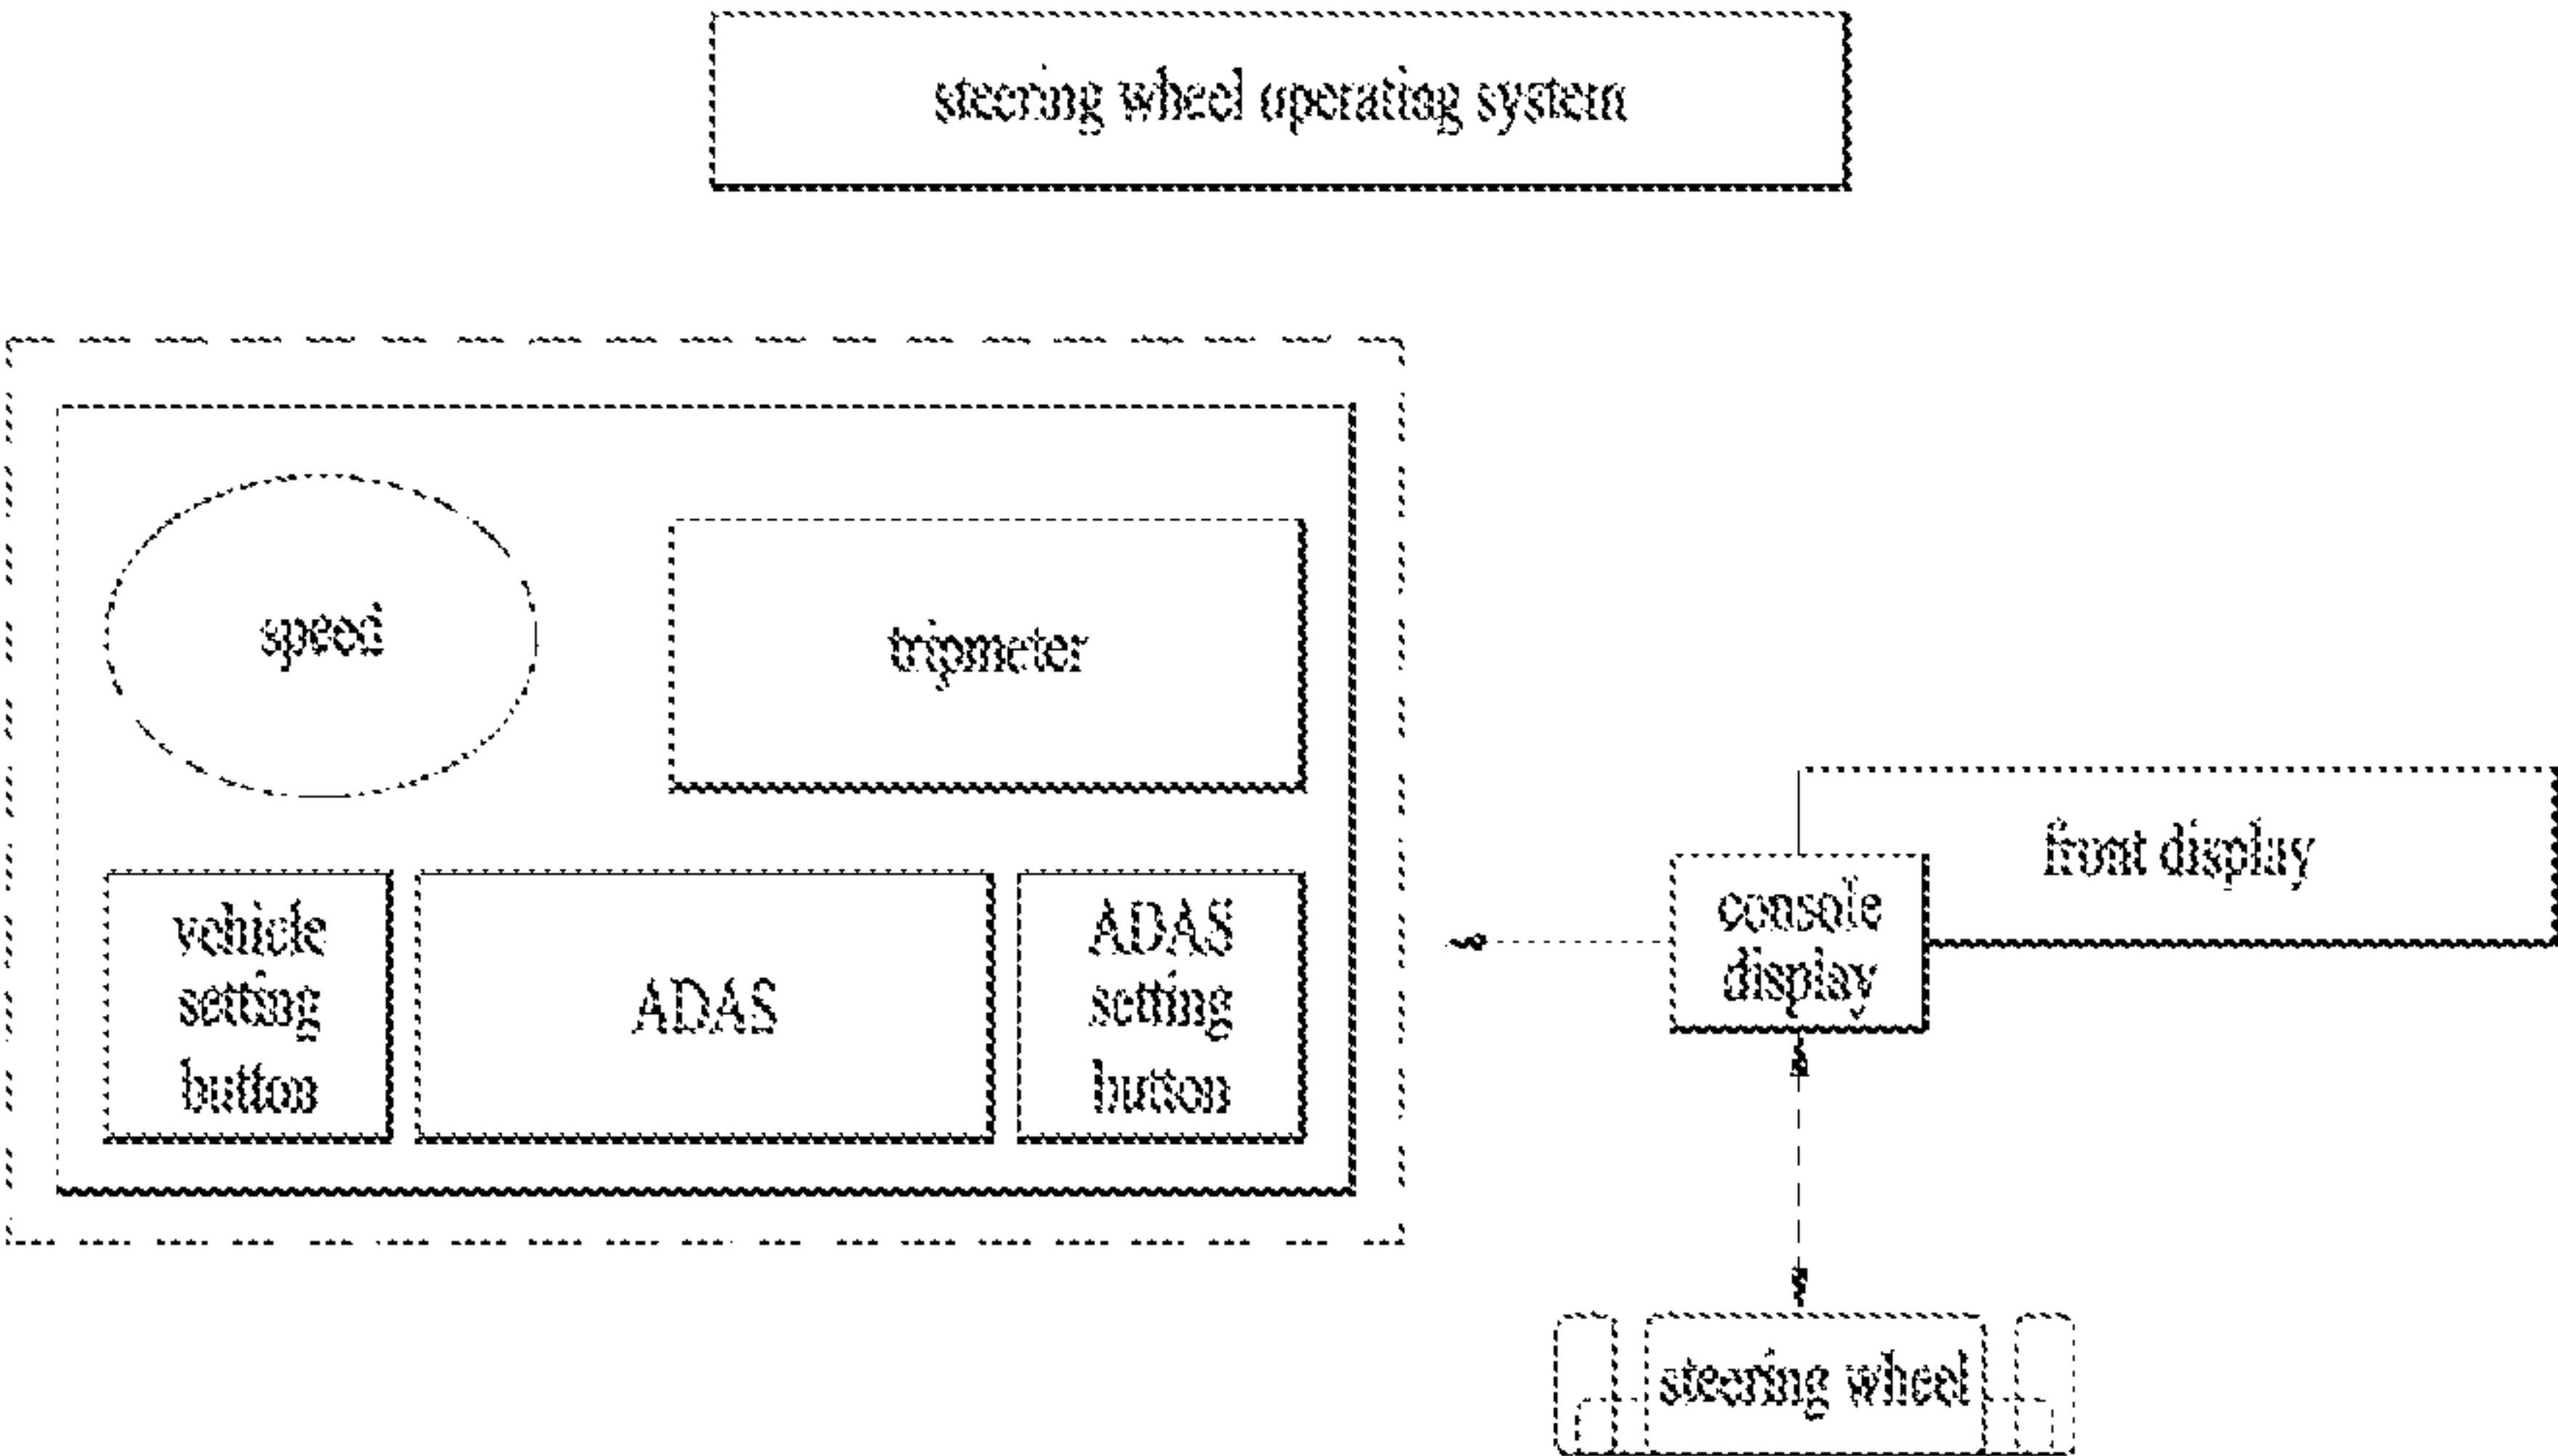 steering wheel operating system
speed
tripmeter
vehicle
setting
button
ADAS
ADAS
setting
button
front display
console
display
steering wheel